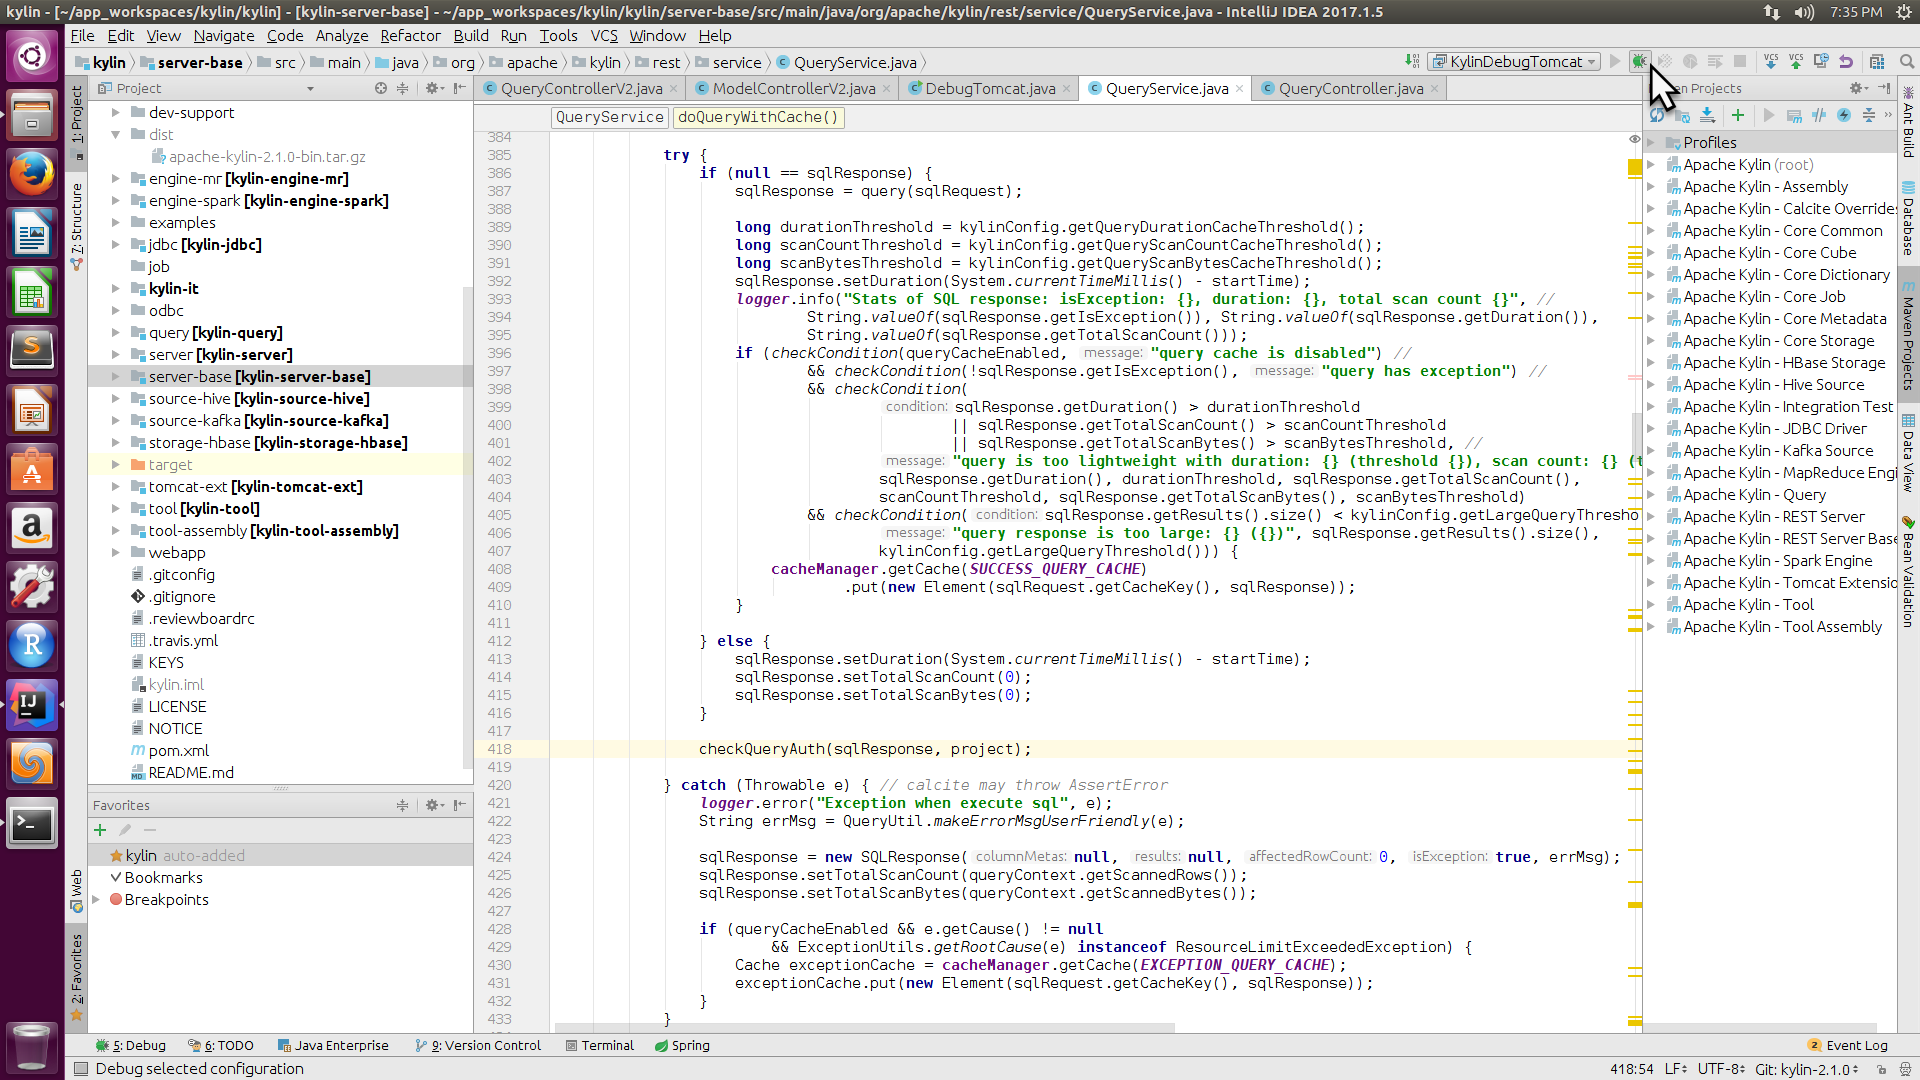 kylin - [~/app_workspaces/kylin/kylin] - [kylin-server-base] - ~/app_workspaces/kylin/kylin/server-base/src/main/java/org/apache/kylin/rest/service/QueryService.java - IntelliJ IDEA 2017.1.5
7:35 PM
File Edit View Navigate Code Analyze Refactor Build Run Tools VCS Window Help
kylin server-base src main java org apache kylin rest service QueryService.java
KylinDebugTomcat
VCS VCS
Project
QueryControllerV2.java ModelControllerV2.java DebugTomcat.java QueryService.java QueryController.java
en Projects
QueryService doQueryWithCache()
1: Project
7: Structure
Web
2: Favorites
dev-support
dist
apache-kylin-2.1.0-bin.tar.gz
engine-mr [kylin-engine-mr]
engine-spark [kylin-engine-spark]
examples
jdbc [kylin-jdbc]
job
kylin-it
odbc
query [kylin-query]
server [kylin-server]
server-base [kylin-server-base]
source-hive [kylin-source-hive]
source-kafka [kylin-source-kafka]
storage-hbase [kylin-storage-hbase]
target
tomcat-ext [kylin-tomcat-ext]
tool [kylin-tool]
tool-assembly [kylin-tool-assembly]
webapp
.gitconfig
.gitignore
.reviewboardrc
.travis.yml
KEYS
kylin.iml
LICENSE
NOTICE
pom.xml
README.md
Favorites
kylin auto-added
Bookmarks
Breakpoints
384
385 try {
386 if (null == sqlResponse) {
387 sqlResponse = query(sqlRequest);
388
389 long durationThreshold = kylinConfig.getQueryDurationCacheThreshold();
390 long scanCountThreshold = kylinConfig.getQueryScanCountCacheThreshold();
391 long scanBytesThreshold = kylinConfig.getQueryScanBytesCacheThreshold();
392 sqlResponse.setDuration(System.currentTimeMillis() - startTime);
393 logger.info("Stats of SQL response: isException: {}, duration: {}, total scan count {}", //
394 String.valueOf(sqlResponse.getIsException()), String.valueOf(sqlResponse.getDuration()),
395 String.valueOf(sqlResponse.getTotalScanCount()));
396 if (checkCondition(queryCacheEnabled, message: "query cache is disabled") //
397 && checkCondition(!sqlResponse.getIsException(), message: "query has exception") //
398 && checkCondition(
399 condition: sqlResponse.getDuration() > durationThreshold
400 || sqlResponse.getTotalScanCount() > scanCountThreshold
401 || sqlResponse.getTotalScanBytes() > scanBytesThreshold, //
402 message: "query is too lightweight with duration: {} (threshold {}), scan count: {} (t
403 sqlResponse.getDuration(), durationThreshold, sqlResponse.getTotalScanCount(),
404 scanCountThreshold, sqlResponse.getTotalScanBytes(), scanBytesThreshold)
405 && checkCondition( condition: sqlResponse.getResults().size() < kylinConfig.getLargeQueryThresho
406 message: "query response is too large: {} ({})", sqlResponse.getResults().size(),
407 kylinConfig.getLargeQueryThreshold())) {
408 cacheManager.getCache(SUCCESS_QUERY_CACHE)
409 .put(new Element(sqlRequest.getCacheKey(), sqlResponse));
410 }
411
412 } else {
413 sqlResponse.setDuration(System.currentTimeMillis() - startTime);
414 sqlResponse.setTotalScanCount(0);
415 sqlResponse.setTotalScanBytes(0);
416 }
417
418 checkQueryAuth(sqlResponse, project);
419
420 } catch (Throwable e) { // calcite may throw AssertError
421 logger.error("Exception when execute sql", e);
422 String errMsg = QueryUtil.makeErrorMsgUserFriendly(e);
423
424 sqlResponse = new SQLResponse( columnMetas: null, results: null, affectedRowCount: 0, isException: true, errMsg);
425 sqlResponse.setTotalScanCount(queryContext.getScannedRows());
426 sqlResponse.setTotalScanBytes(queryContext.getScannedBytes());
427
428 if (queryCacheEnabled && e.getCause() != null
429 && ExceptionUtils.getRootCause(e) instanceof ResourceLimitExceededException) {
430 Cache exceptionCache = cacheManager.getCache(EXCEPTION_QUERY_CACHE);
431 exceptionCache.put(new Element(sqlRequest.getCacheKey(), sqlResponse));
432 }
433 }
Profiles
Apache Kylin (root)
Apache Kylin - Assembly
Apache Kylin - Calcite Overrides
Apache Kylin - Core Common
Apache Kylin - Core Cube
Apache Kylin - Core Dictionary
Apache Kylin - Core Job
Apache Kylin - Core Metadata
Apache Kylin - Core Storage
Apache Kylin - HBase Storage
Apache Kylin - Hive Source
Apache Kylin - Integration Test
Apache Kylin - JDBC Driver
Apache Kylin - Kafka Source
Apache Kylin - MapReduce Engi
Apache Kylin - Query
Apache Kylin - REST Server
Apache Kylin - REST Server Base
Apache Kylin - Spark Engine
Apache Kylin - Tomcat Extensio
Apache Kylin - Tool
Apache Kylin - Tool Assembly
Ant Build
Database
Maven Projects
Data View
Bean Validation
5: Debug 6: TODO Java Enterprise 9: Version Control Terminal Spring 2 Event Log
Debug selected configuration 418:54 LF UTF-8 Git: kylin-2.1.0